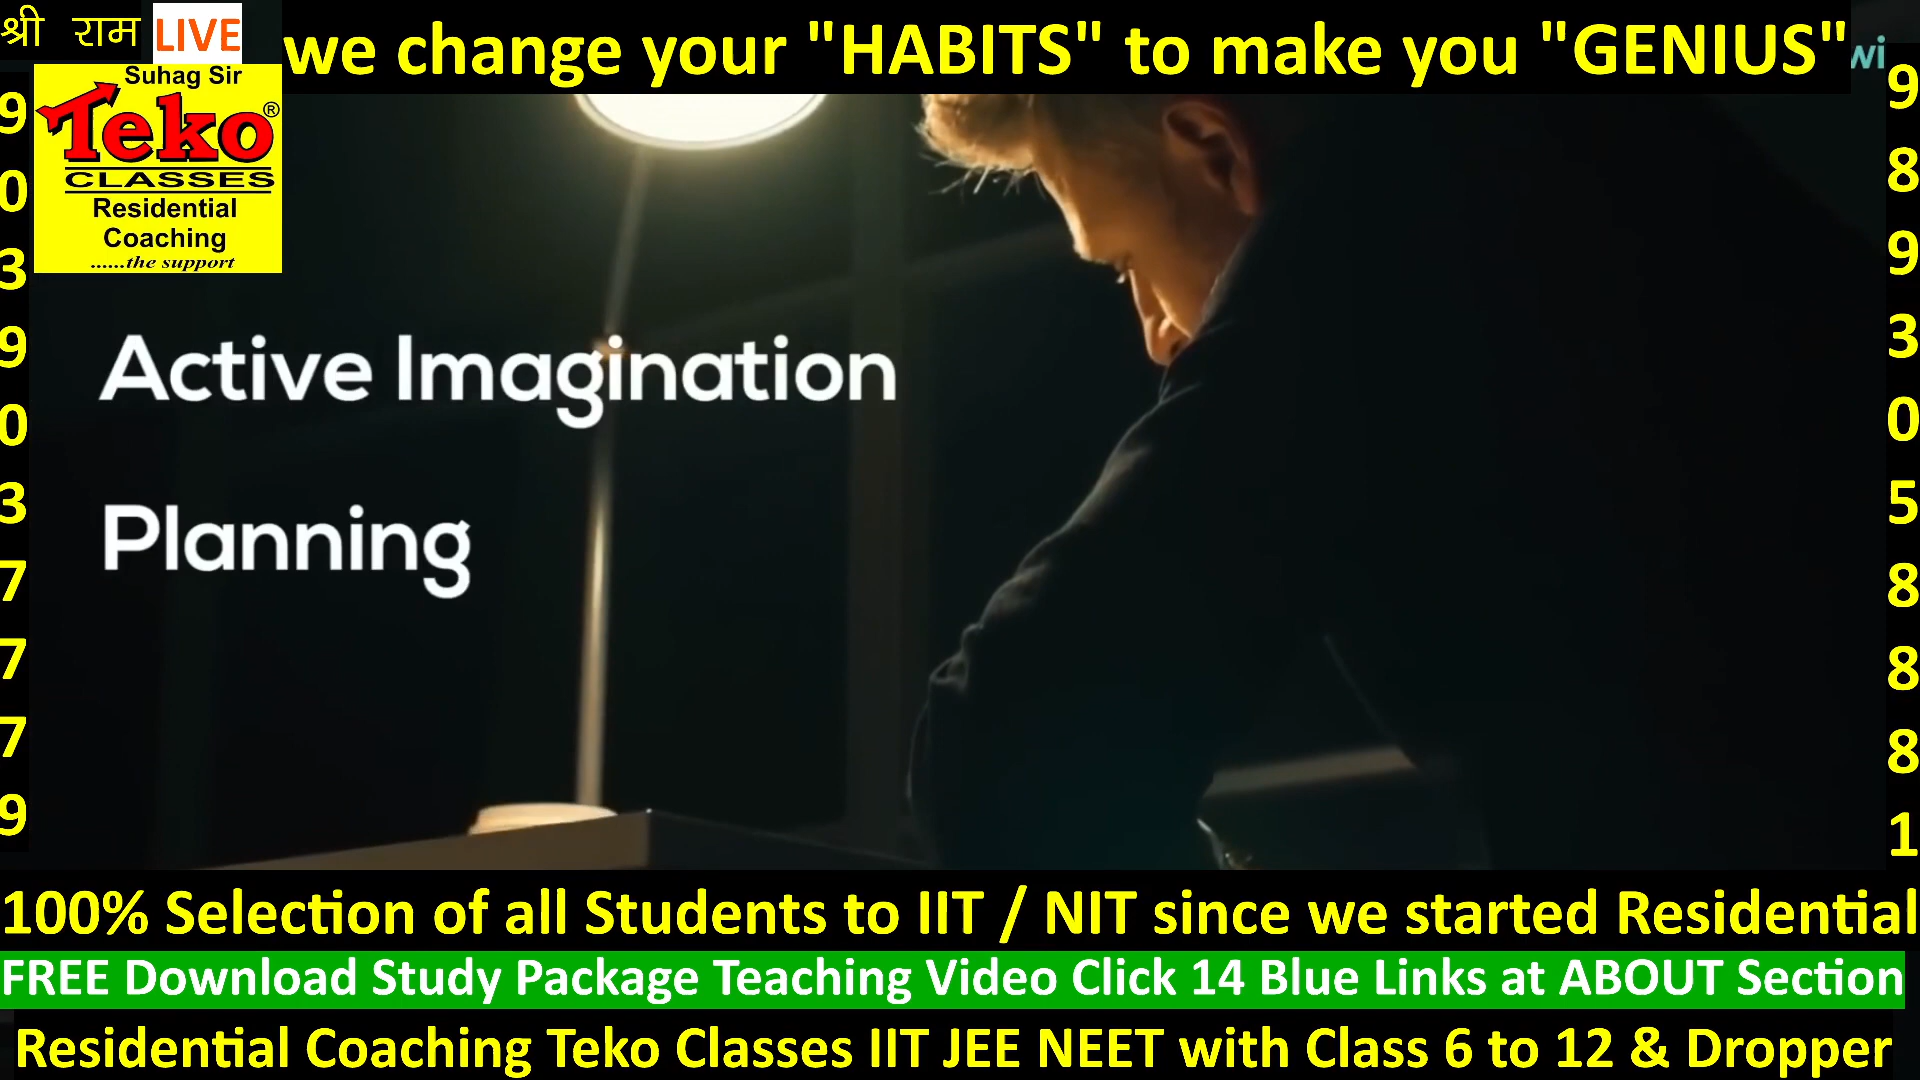 श्री राम LIVE
we change your "HABITS" to make you "GENIUS"
wi
Suhag Sir
Teko®
CLASSES
Residential
Coaching
......the support
9
0
3
9
0
3
7
7
7
9
9
8
9
3
0
5
8
8
8
1
Active Imagination
Planning
100% Selection of all Students to IIT / NIT since we started Residential
FREE Download Study Package Teaching Video Click 14 Blue Links at ABOUT Section
Residential Coaching Teko Classes IIT JEE NEET with Class 6 to 12 & Dropper